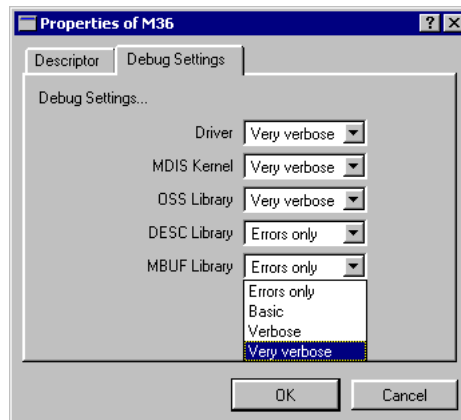 Properties of M36
Descriptor Debug Settings
Debug Settings...
Driver Very verbose
MDIS Kernel Very verbose
OSS Library Very verbose
DESC Library Errors only
MBUF Library Errors only
Errors only
Basic
Verbose
Very verbose
OK Cancel